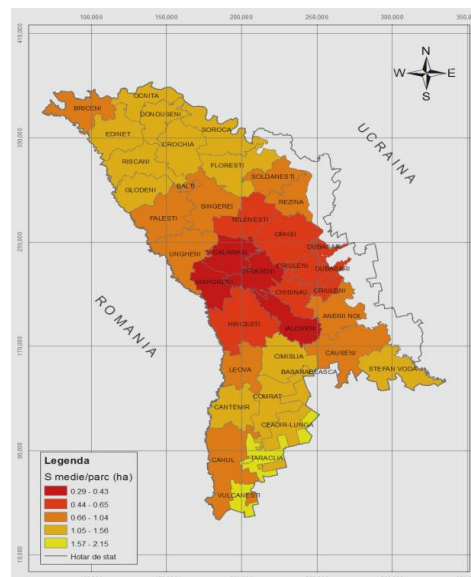 100,000 150,000 200,000 250,000 300,000 350,000
410,000
330,000
250,000
170,000
90,000
10,000
N
W E
S
UCRAINA
ROMANIA
OCNITA
BRICENI
DONDUSENI
EDINET
SOROCA
DROCHIA
RISCANI
FLORESTI
GLODENI
BALTI
SOLDANESTI
SINGEREI
REZINA
FALESTI
TELENESTI
ORHEI
UNGHENI
CALARASI
DUBASARI
STRASENI
CRIULENI
DUBASARI
NISPORENI
CHISINAU
CRIULENI
ANENII NOI
HINCESTI
IALOVENI
CAUSENI
CIMISLIA
STEFAN VODA
LEOVA
BASARABEASCA
COMRAT
CANTEMIR
CEADIR-LUNGA
CAHUL
TARACLIA
VULCANESTI
Legenda
S medie/parc (ha)
0.29 - 0.43
0.44 - 0.65
0.66 - 1.04
1.05 - 1.56
1.57 - 2.15
Hotar de stat